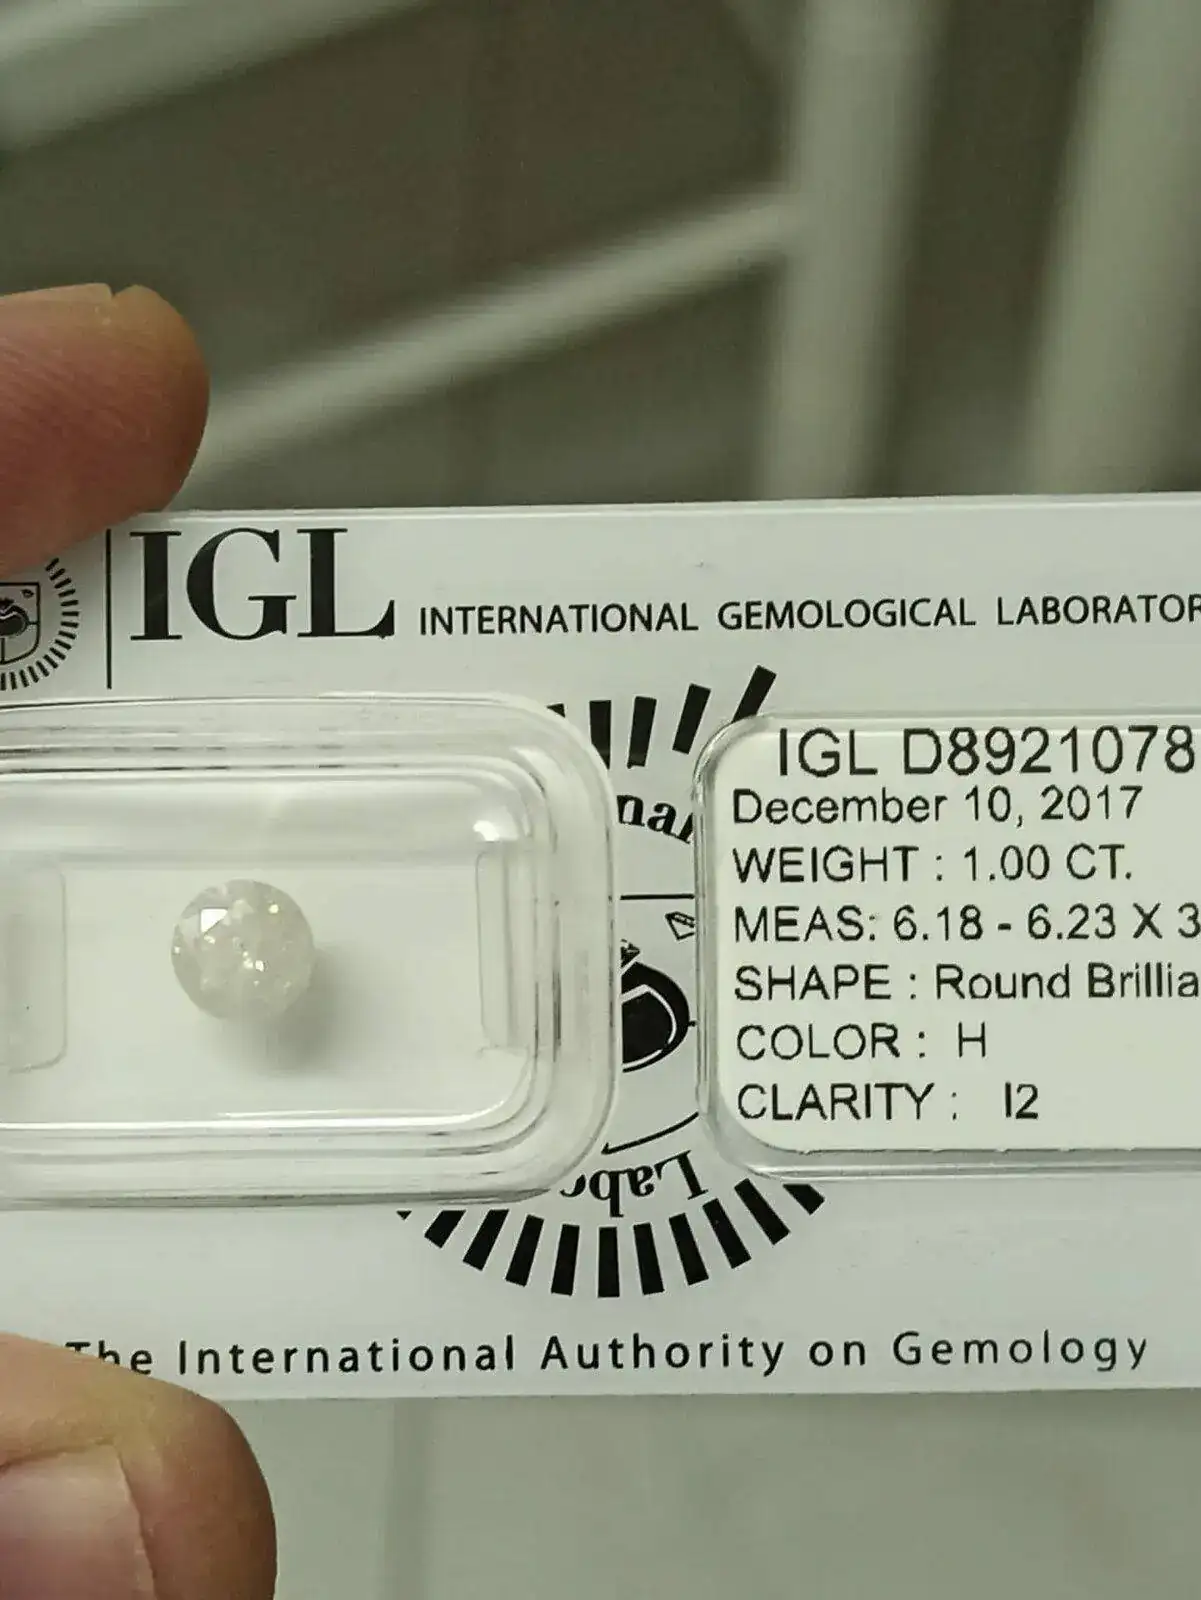 IGL INTERNATIONAL GEMOLOGICAL LABORATOR
IGL D8921078
December 10, 2017
WEIGHT : 1.00 CT.
MEAS: 6.18 - 6.23 X 3
SHAPE : Round Brillia
COLOR : H
CLARITY : I2
The International Authority on Gemology